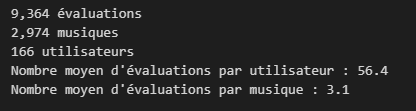 9,364 évaluations
2,974 musiques
166 utilisateurs
Nombre moyen d'évaluations par utilisateur : 56.4
Nombre moyen d'évaluations par musique : 3.1